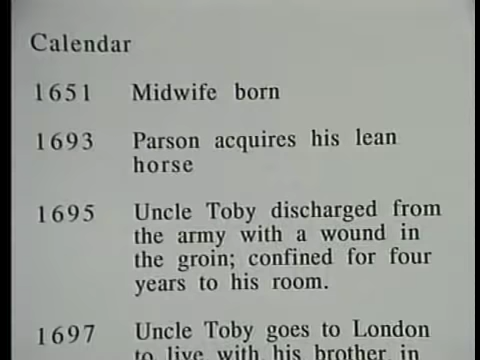 Calendar
1651 Midwife born
1693 Parson acquires his lean
horse
1695 Uncle Toby discharged from
the army with a wound in
the groin; confined for four
years to his room.
1697 Uncle Toby goes to London
to live with his brother in